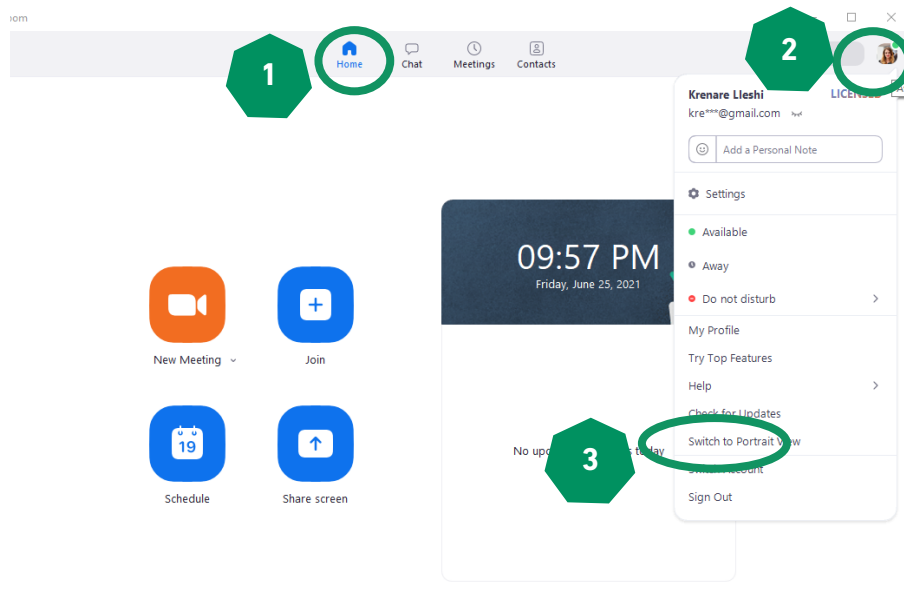 oom
1
2
3
Home
Chat
Meetings
Contacts
Krenare Lleshi
kre***@gmail.com
Add a Personal Note
Settings
Available
Away
Do not disturb
My Profile
Try Top Features
Help
Check for Updates
Switch to Portrait View
Switch Account
Sign Out
09:57 PM
Friday, June 25, 2021
New Meeting
Join
19
Schedule
Share screen
No
today